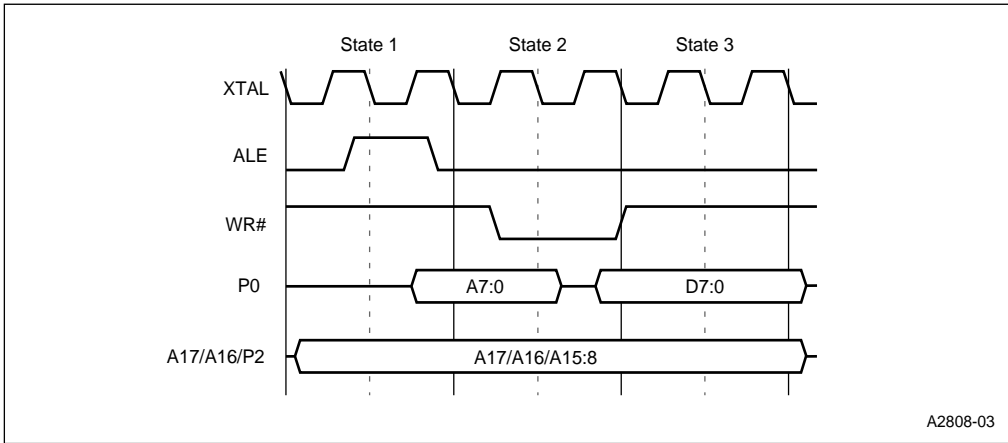 State 1 State 2 State 3
XTAL
ALE
WR#
P0 A7:0 D7:0
A17/A16/P2 A17/A16/A15:8
A2808-03